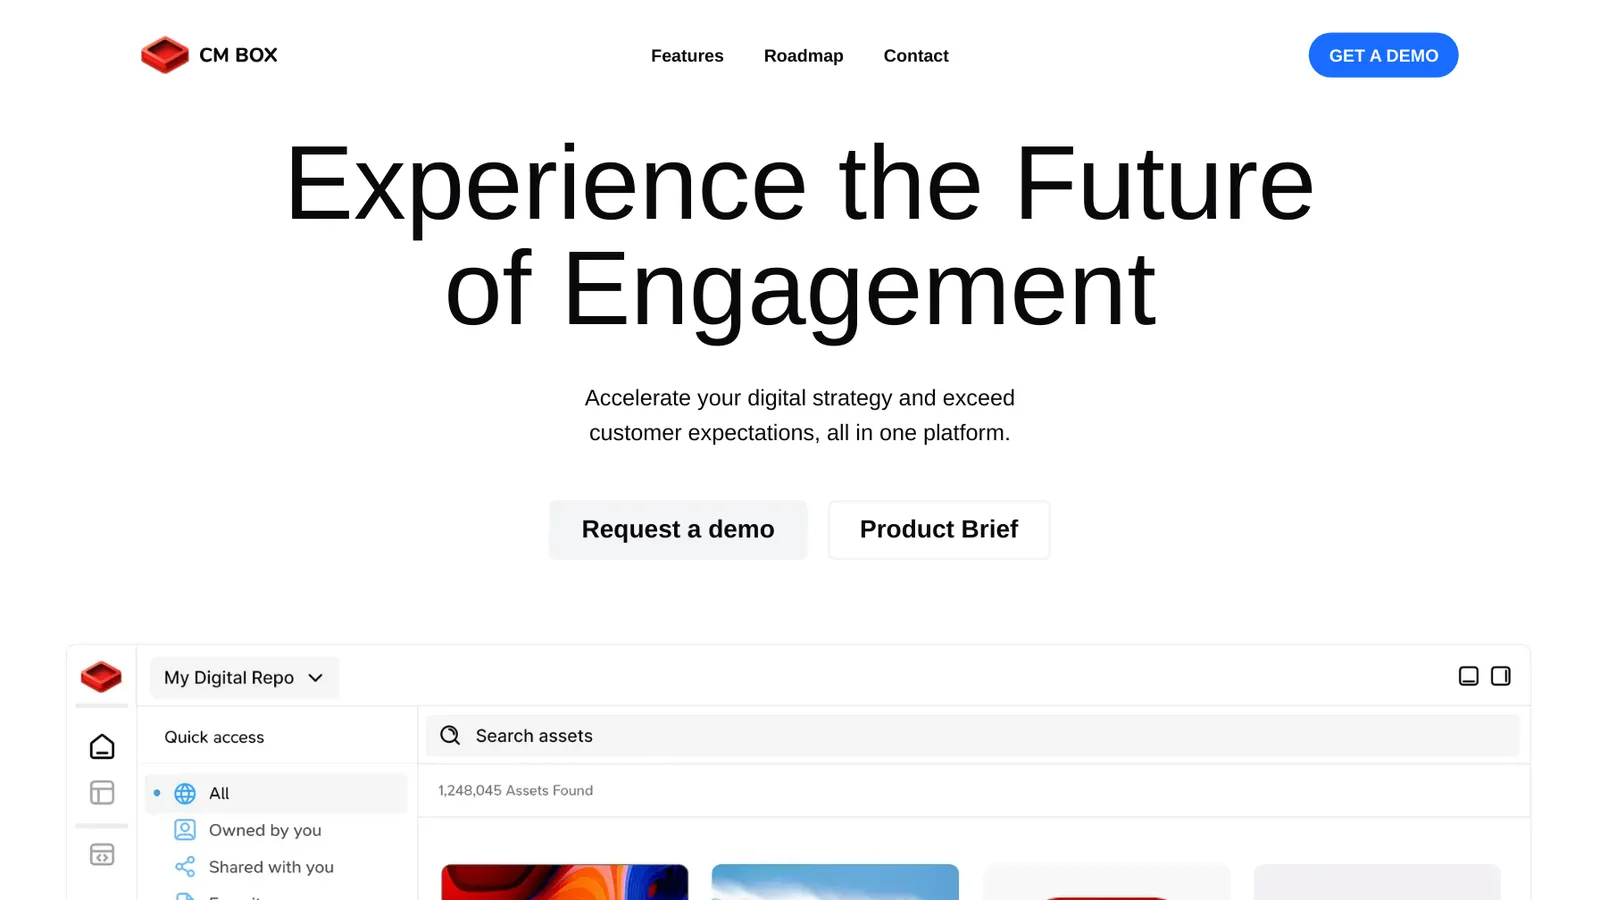 CM BOX
Features
Roadmap
Contact
GET A DEMO
Experience the Future
of Engagement
Accelerate your digital strategy and exceed
customer expectations, all in one platform.
Request a demo
Product Brief
My Digital Repo
Quick access
Search assets
All
1,248,045 Assets Found
Owned by you
Shared with you